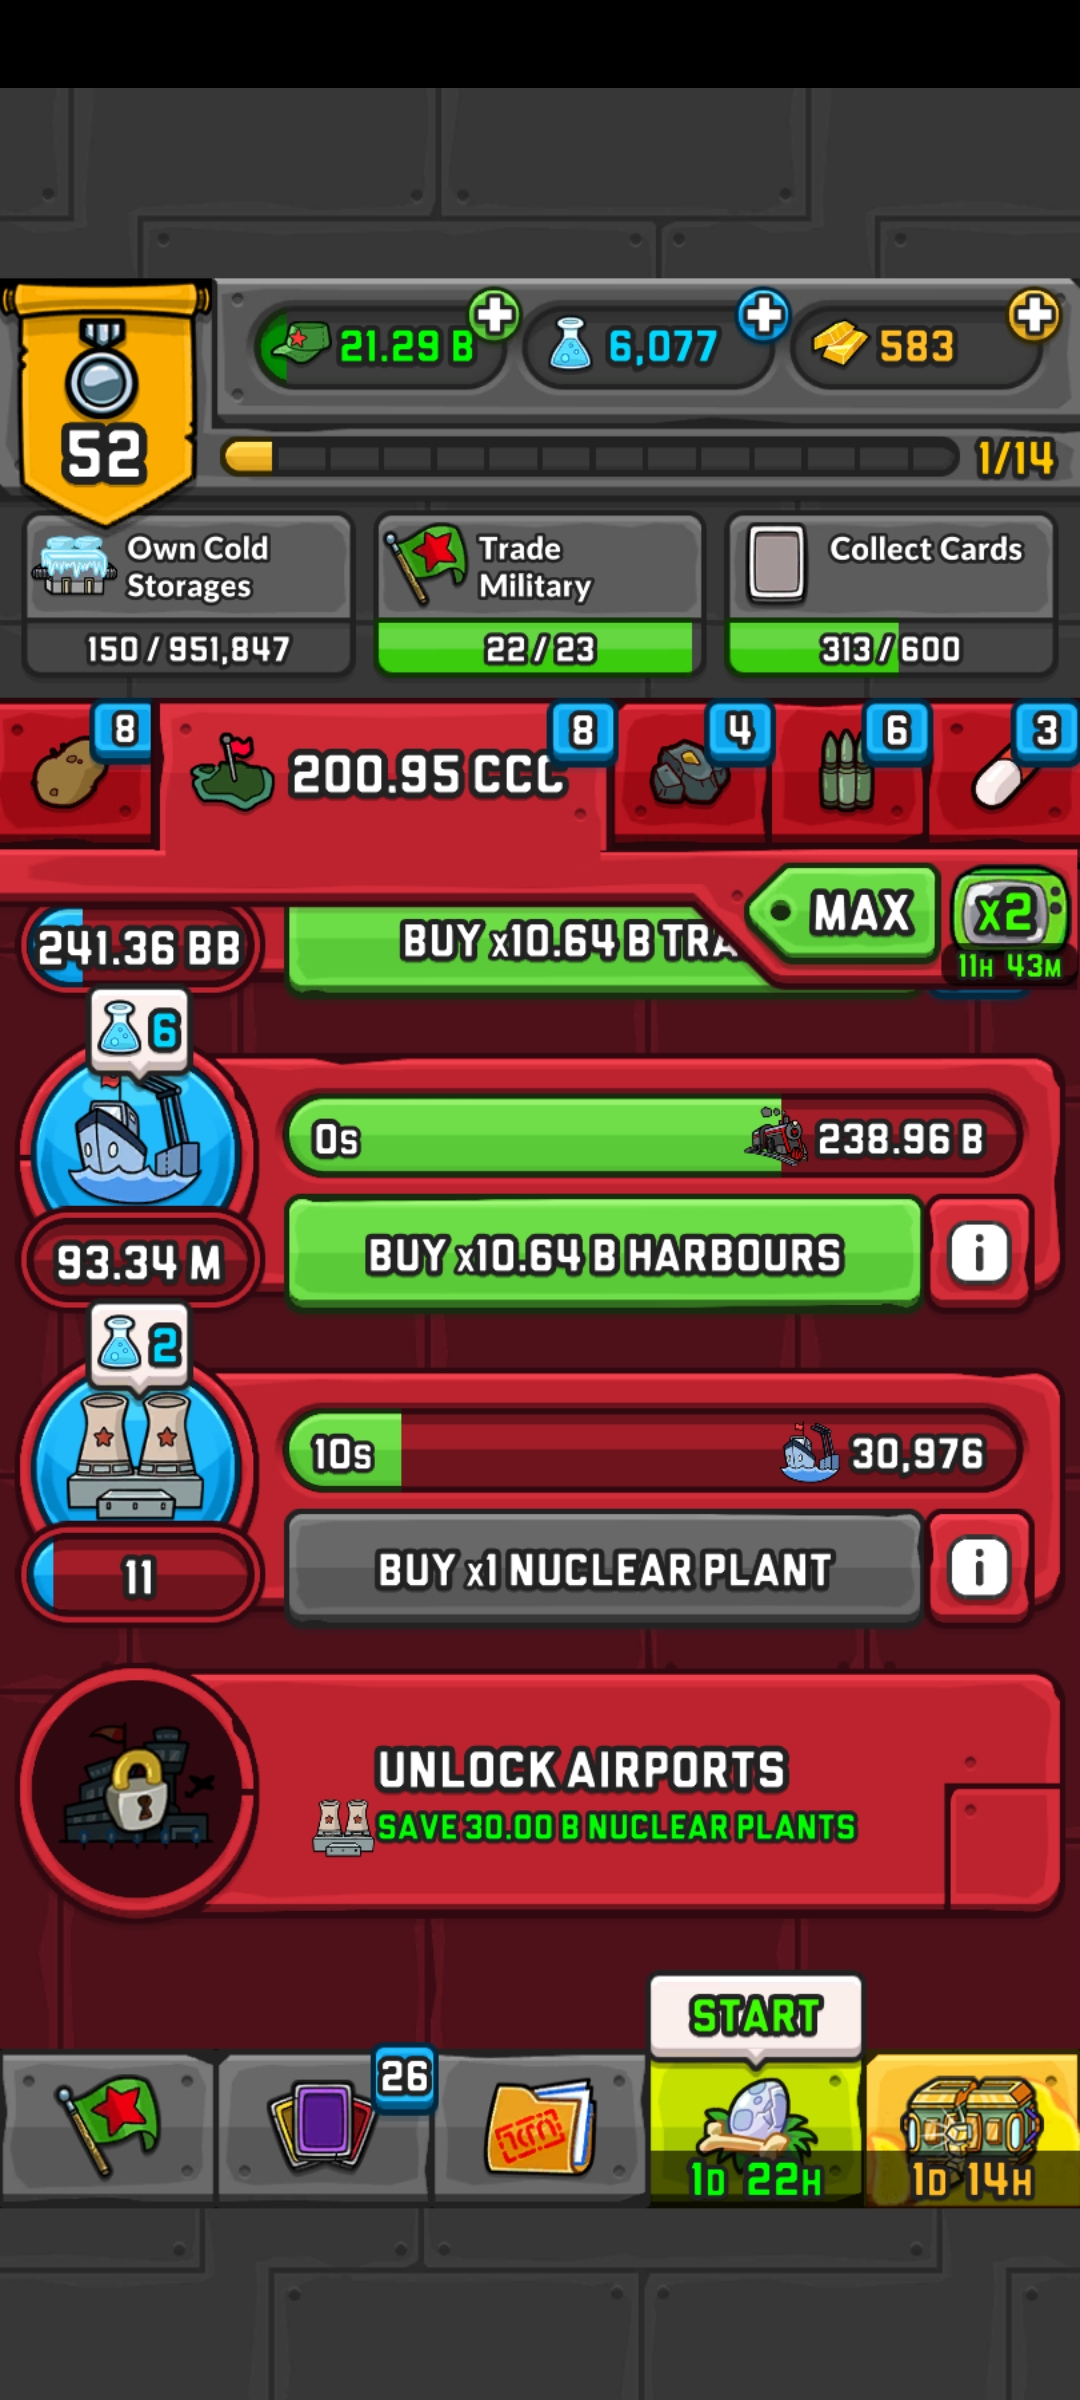 21.29 B
6,077
583
52
1/14
Own Cold
Storages
150 / 951,847
Trade
Military
22 / 23
Collect Cards
313 / 600
8
200.95 CCC
8
4
6
3
MAX
x2
11H 43M
241.36 BB
BUY x10.64 B TRA
6
0s
238.96 B
93.34 M
BUY x10.64 B HARBOURS
i
2
10s
30,976
11
BUY x1 NUCLEAR PLANT
i
UNLOCK AIRPORTS
SAVE 30.00 B NUCLEAR PLANTS
START
26
1D 22H
1D 14H